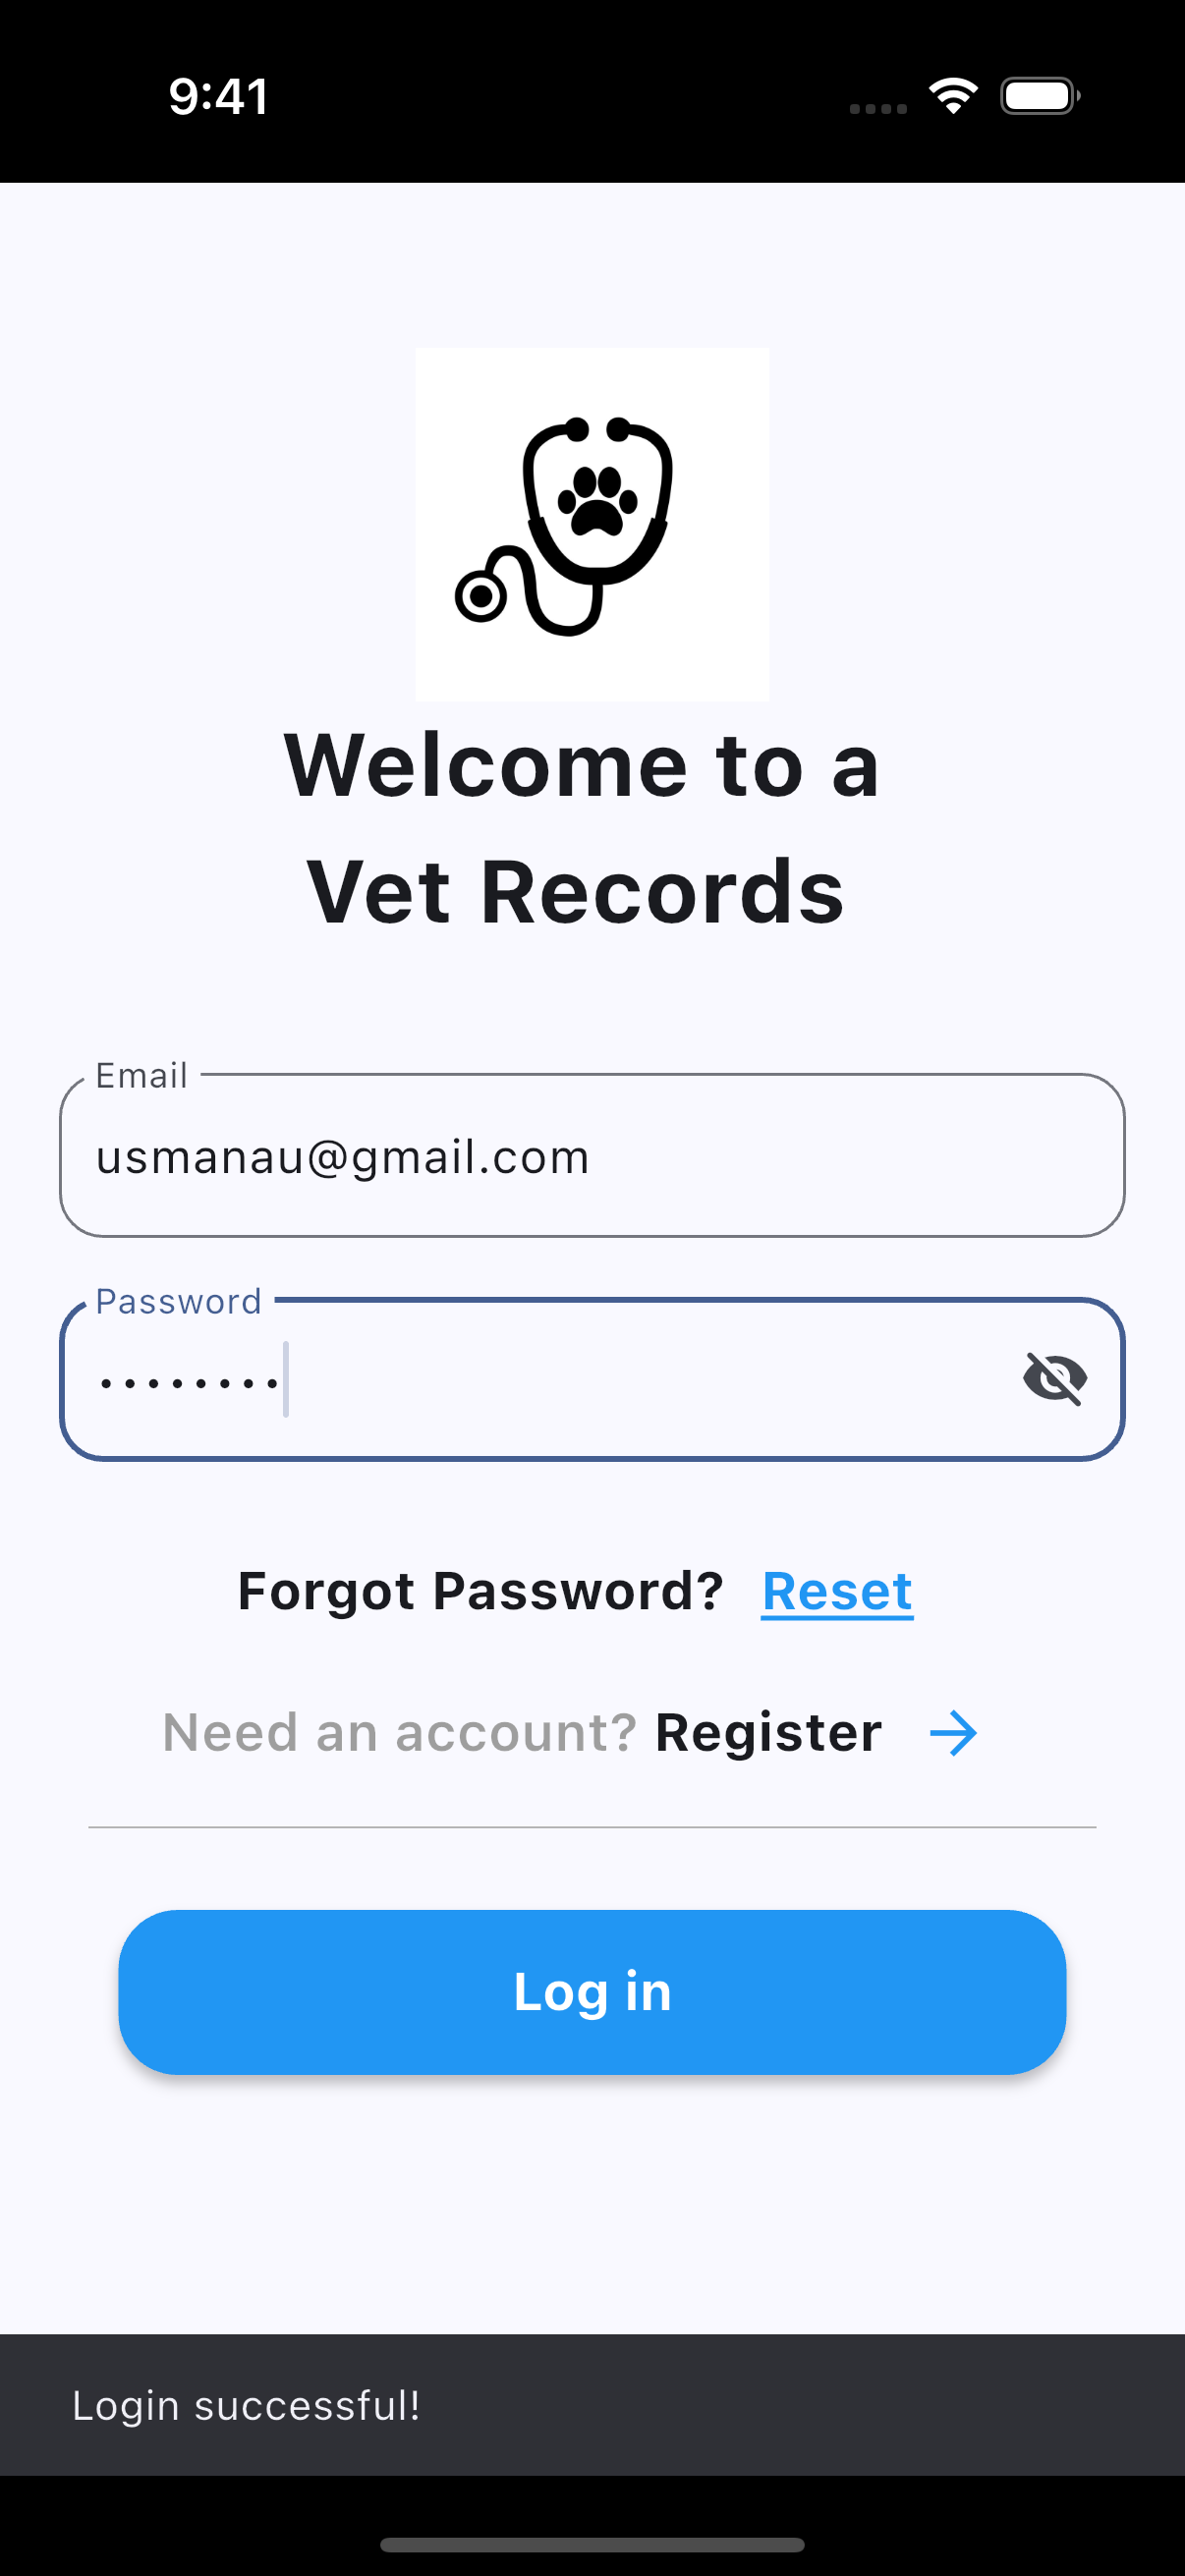 9:41
Welcome to a
Vet Records
Email
usmanau@gmail.com
Password
••••••••
Forgot Password? Reset
Need an account? Register
Log in
Login successful!